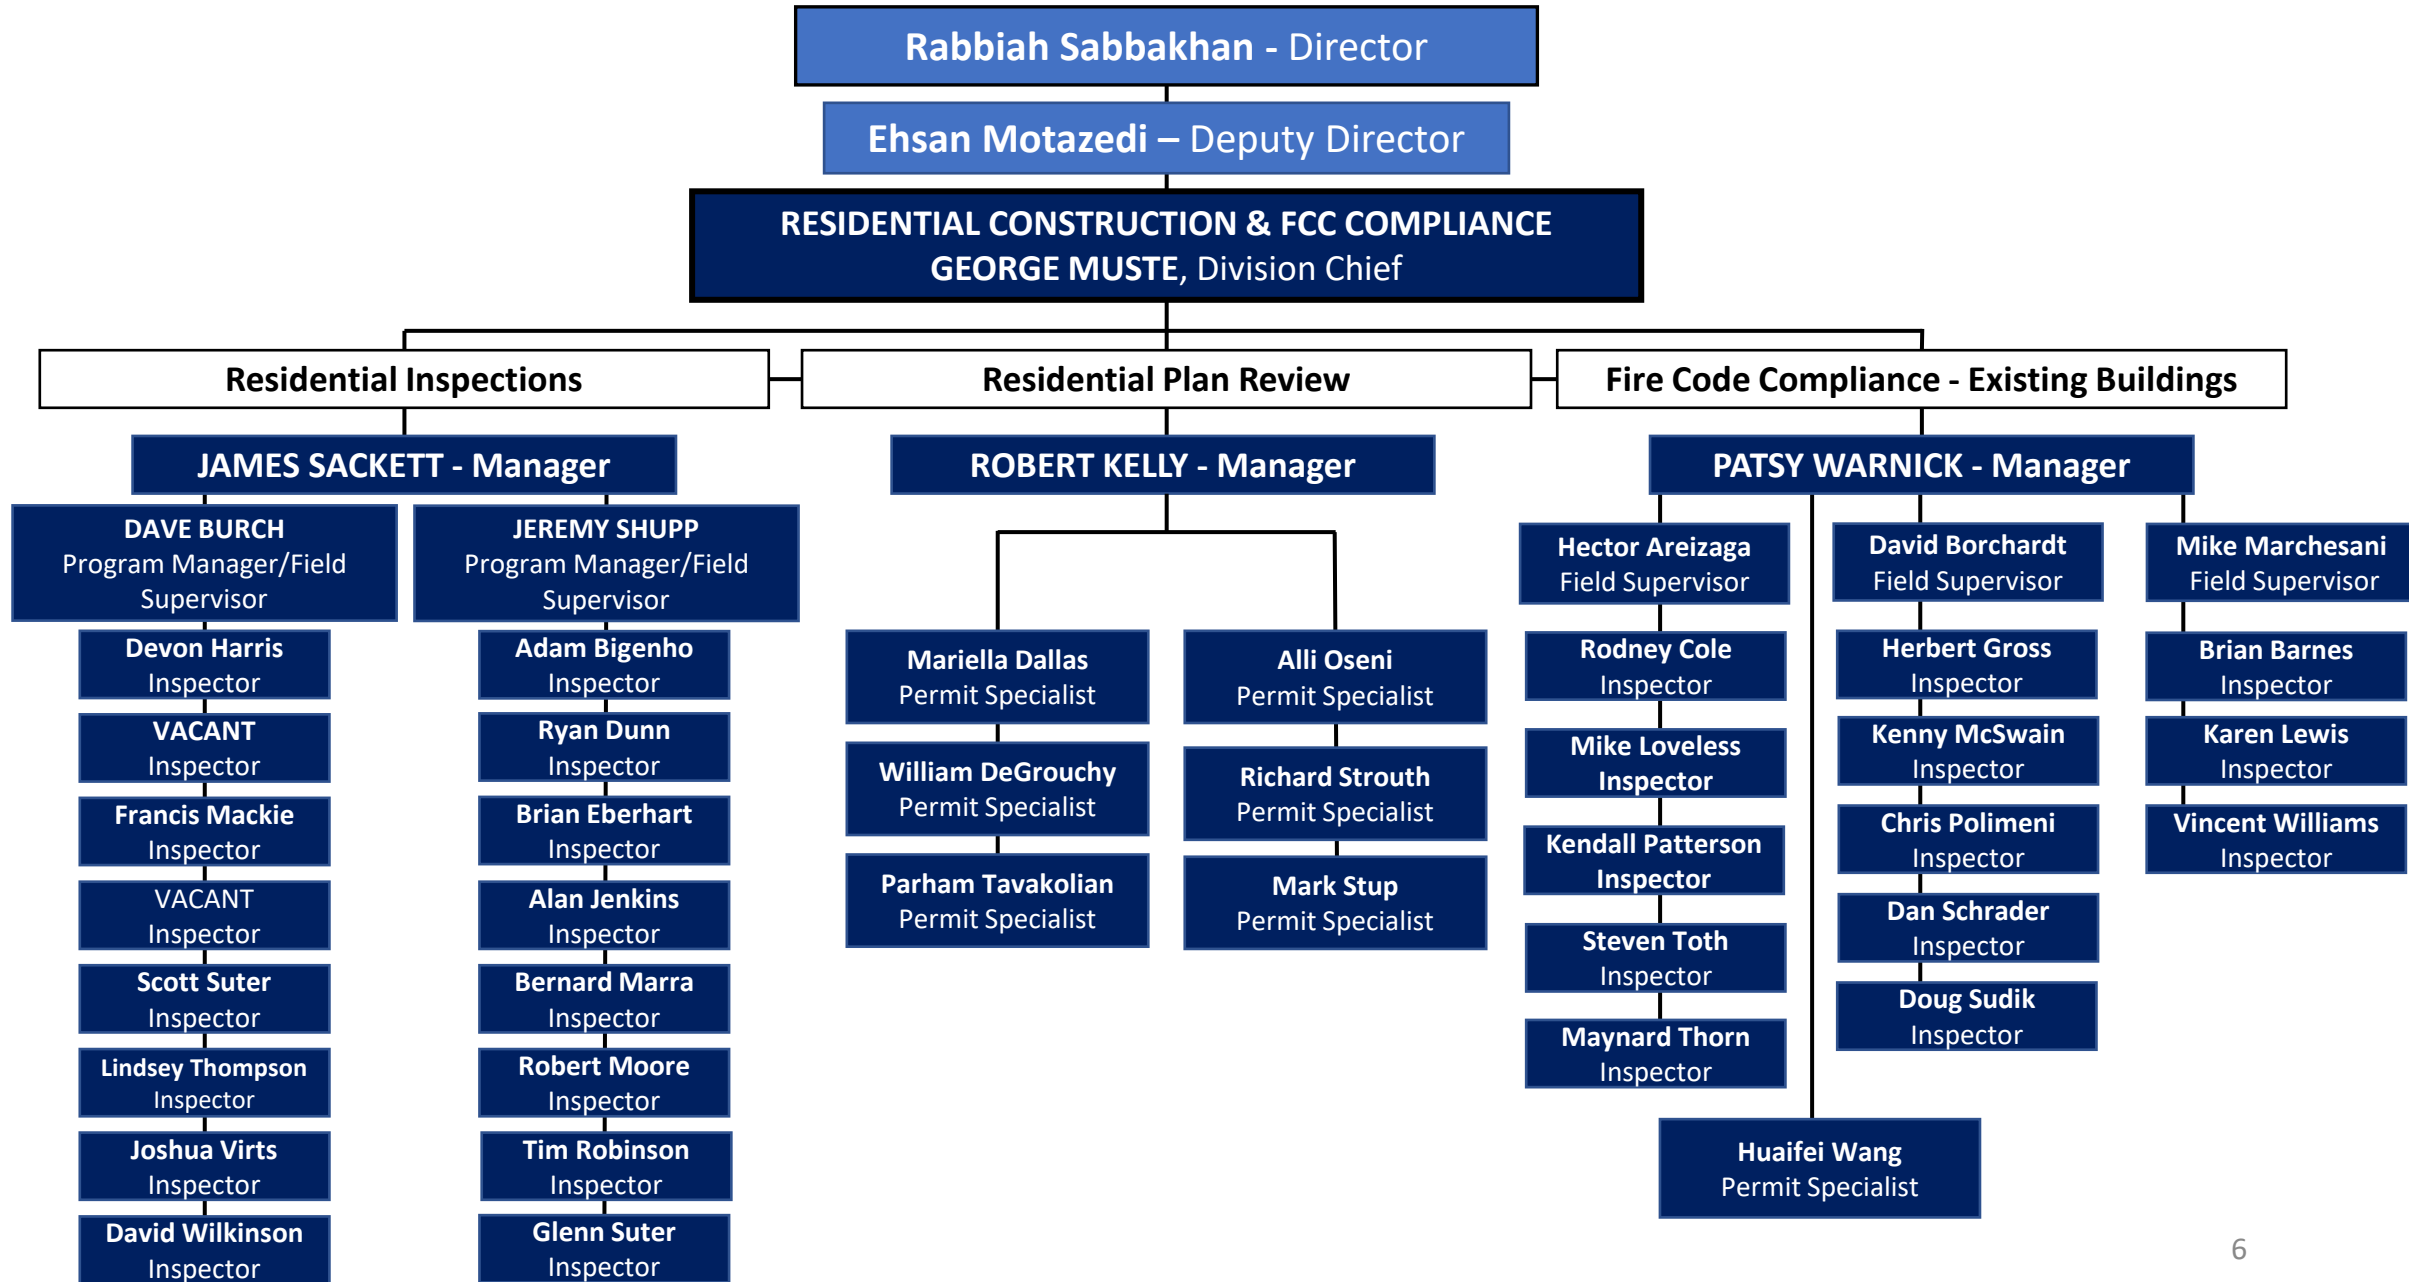 Rabbiah Sabbakhan - Director
Ehsan Motazedi – Deputy Director
RESIDENTIAL CONSTRUCTION & FCC COMPLIANCE
GEORGE MUSTE, Division Chief
Residential Inspections
Residential Plan Review
Fire Code Compliance - Existing Buildings
JAMES SACKETT - Manager
DAVE BURCH
Program Manager/Field
Supervisor
Devon Harris
Inspector
VACANT
Inspector
Francis Mackie
Inspector
VACANT
Inspector
Scott Suter
Inspector
Lindsey Thompson
Inspector
Joshua Virts
Inspector
David Wilkinson
Inspector
JEREMY SHUPP
Program Manager/Field
Supervisor
Adam Bigenho
Inspector
Ryan Dunn
Inspector
Brian Eberhart
Inspector
Alan Jenkins
Inspector
Bernard Marra
Inspector
Robert Moore
Inspector
Tim Robinson
Inspector
Glenn Suter
Inspector
ROBERT KELLY - Manager
Mariella Dallas
Permit Specialist
William DeGrouchy
Permit Specialist
Parham Tavakolian
Permit Specialist
Alli Oseni
Permit Specialist
Richard Strouth
Permit Specialist
Mark Stup
Permit Specialist
PATSY WARNICK - Manager
Hector Areizaga
Field Supervisor
Rodney Cole
Inspector
Mike Loveless
Inspector
Kendall Patterson
Inspector
Steven Toth
Inspector
Maynard Thorn
Inspector
David Borchardt
Field Supervisor
Herbert Gross
Inspector
Kenny McSwain
Inspector
Chris Polimeni
Inspector
Dan Schrader
Inspector
Doug Sudik
Inspector
Mike Marchesani
Field Supervisor
Brian Barnes
Inspector
Karen Lewis
Inspector
Vincent Williams
Inspector
Huaifei Wang
Permit Specialist
6